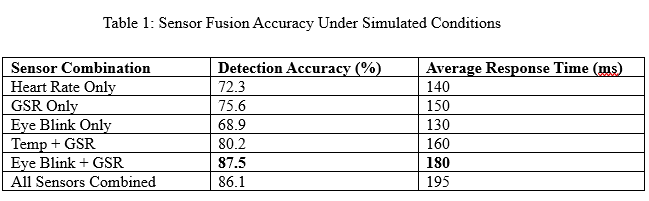 Table 1: Sensor Fusion Accuracy Under Simulated Conditions
Sensor Combination Detection Accuracy (%) Average Response Time (ms)
Heart Rate Only 72.3 140
GSR Only 75.6 150
Eye Blink Only 68.9 130
Temp + GSR 80.2 160
Eye Blink + GSR 87.5 180
All Sensors Combined 86.1 195